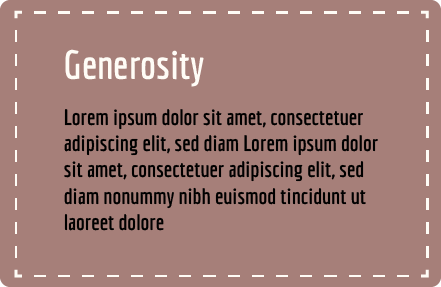 Generosity
Lorem ipsum dolor sit amet, consectetuer
adipiscing elit, sed diam Lorem ipsum dolor
sit amet, consectetuer adipiscing elit, sed
diam nonummy nibh euismod tincidunt ut
laoreet dolore